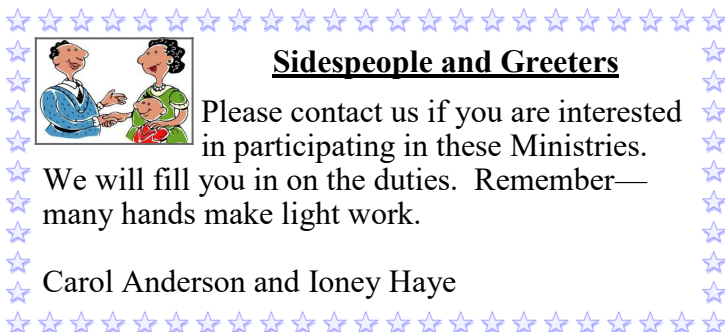 Sidespeople and Greeters
Please contact us if you are interested
in participating in these Ministries.
We will fill you in on the duties.  Remember—
many hands make light work.
Carol Anderson and Ioney Haye